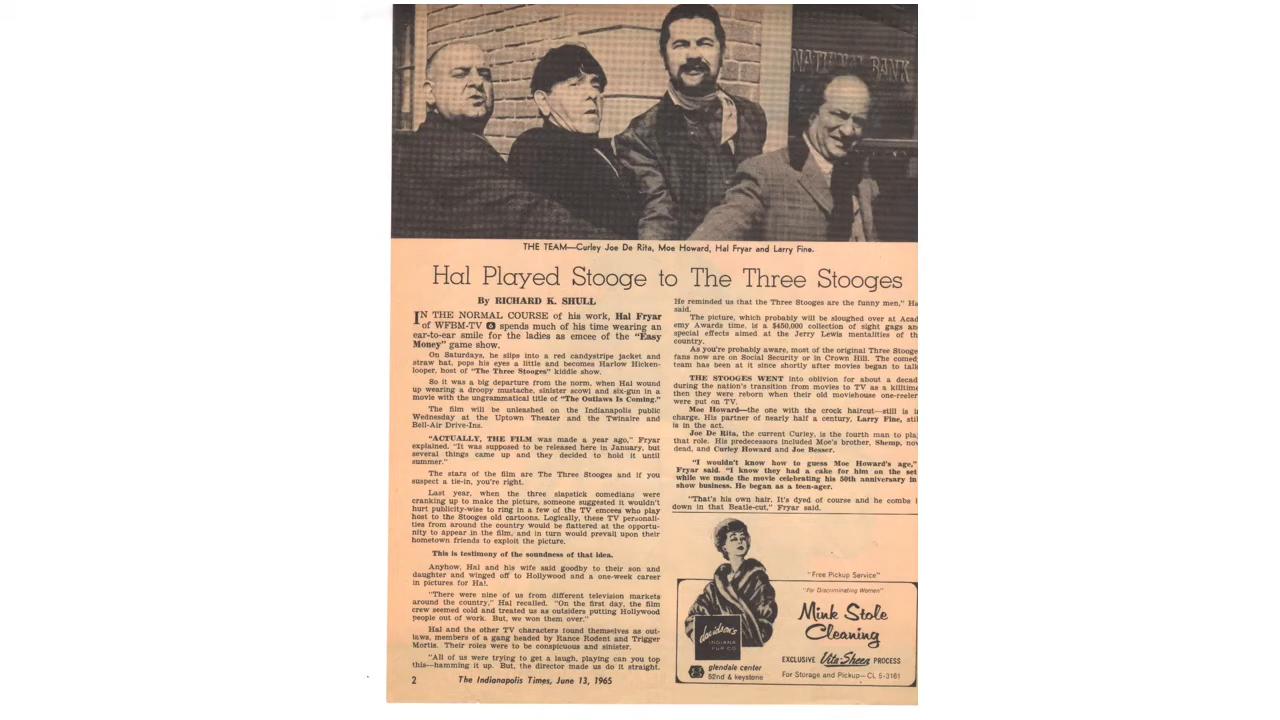 NATIONAL BANK
THE TEAM—Curley Joe De Rita, Moe Howard, Hal Fryar and Larry Fine.
Hal Played Stooge to The Three Stooges
By RICHARD K. SHULL
IN THE NORMAL COURSE of his work, Hal Fryar
of WFBM-TV 6 spends much of his time wearing an
ear-to-ear smile for the ladies as emcee of the "Easy
Money" game show.
On Saturdays, he slips into a red candystripe jacket and
straw hat, pops his eyes a little and becomes Harlow Hicken-
looper, host of "The Three Stooges" kiddie show.
So it was a big departure from the norm, when Hal wound
up wearing a droopy mustache, sinister scowl and six-gun in a
movie with the ungrammatical title of "The Outlaws Is Coming."
The film will be unleashed on the Indianapolis public
Wednesday at the Uptown Theater and the Twinaire and
Bell-Air Drive-Ins.
"ACTUALLY, THE FILM was made a year ago," Fryar
explained. "It was supposed to be released here in January, but
several things came up and they decided to hold it until
summer."
The stars of the film are The Three Stooges and if you
suspect a tie-in, you're right.
Last year, when the three slapstick comedians were
cranking up to make the picture, someone suggested it wouldn't
hurt publicity-wise to ring in a few of the TV emcees who play
host to the Stooges old cartoons. Logically, these TV personali-
ties from around the country would be flattered at the opportu-
nity to appear in the film, and in turn would prevail upon their
hometown friends to exploit the picture.
This is testimony of the soundness of that idea.
Anyhow, Hal and his wife said goodby to their son and
daughter and winged off to Hollywood and a one-week career
in pictures for Hal.
"There were nine of us from different television markets
around the country," Hal recalled. "On the first day, the film
crew seemed cold and treated us as outsiders putting Hollywood
people out of work. But, we won them over."
Hal and the other TV characters found themselves as out-
laws, members of a gang headed by Rance Rodent and Trigger
Mortis. Their roles were to be conspicuous and sinister.
"All of us were trying to get a laugh, playing can you top
this—hamming it up. But, the director made us do it straight.
He reminded us that the Three Stooges are the funny men," Ha
said.
The picture, which probably will be sloughed over at Acad
emy Awards time, is a $450,000 collection of sight gags an
special effects aimed at the Jerry Lewis mentalities of th
country.
As you're probably aware, most of the original Three Stooge
fans now are on Social Security or in Crown Hill. The comed
team has been at it since shortly after movies began to talk
THE STOOGES WENT into oblivion for about a decad
during the nation's transition from movies to TV as a killtime
then they were reborn when their old moviehouse one-reeler
were put on TV.
Moe Howard—the one with the crock haircut—still is i
charge. His partner of nearly half a century, Larry Fine, stil
is in the act.
Joe De Rita, the current Curley, is the fourth man to pla
that role. His predecessors included Moe's brother, Shemp, nov
dead, and Curley Howard and Joe Besser.
"I wouldn't know how to guess Moe Howard's age,"
Fryar said. "I know they had a cake for him on the set
while we made the movie celebrating his 50th anniversary in
show business. He began as a teen-ager.
"That's his own hair. It's dyed of course and he combs i
down in that Beatle-cut," Fryar said.
"Free Pickup Service"
"For Discriminating Women"
Mink Stole
Cleaning
EXCLUSIVE Vita-Sheen PROCESS
For Storage and Pickup—CL 5-3161
davidson's
INDIANA
FUR CO
glendale center
52nd & keystone
2 The Indianapolis Times, June 13, 1965